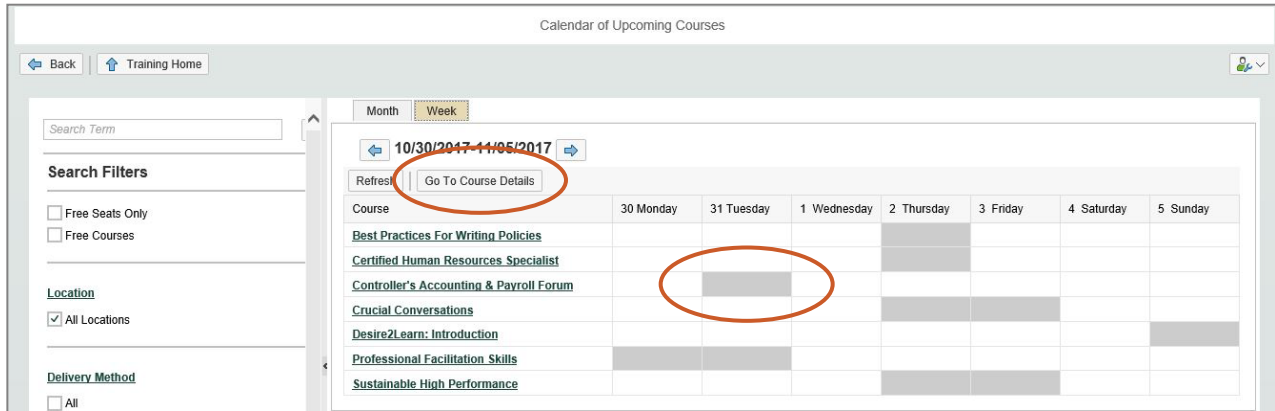 Calendar of Upcoming Courses
Back
Training Home
Search Term
Search Filters
Free Seats Only
Free Courses
Location
All Locations
Delivery Method
All
Month Week
10/30/2017-11/05/2017
Refresh Go To Course Details
Course 30 Monday 31 Tuesday 1 Wednesday 2 Thursday 3 Friday 4 Saturday 5 Sunday
Best Practices For Writing Policies
Certified Human Resources Specialist
Controller's Accounting & Payroll Forum
Crucial Conversations
Desire2Learn: Introduction
Professional Facilitation Skills
Sustainable High Performance